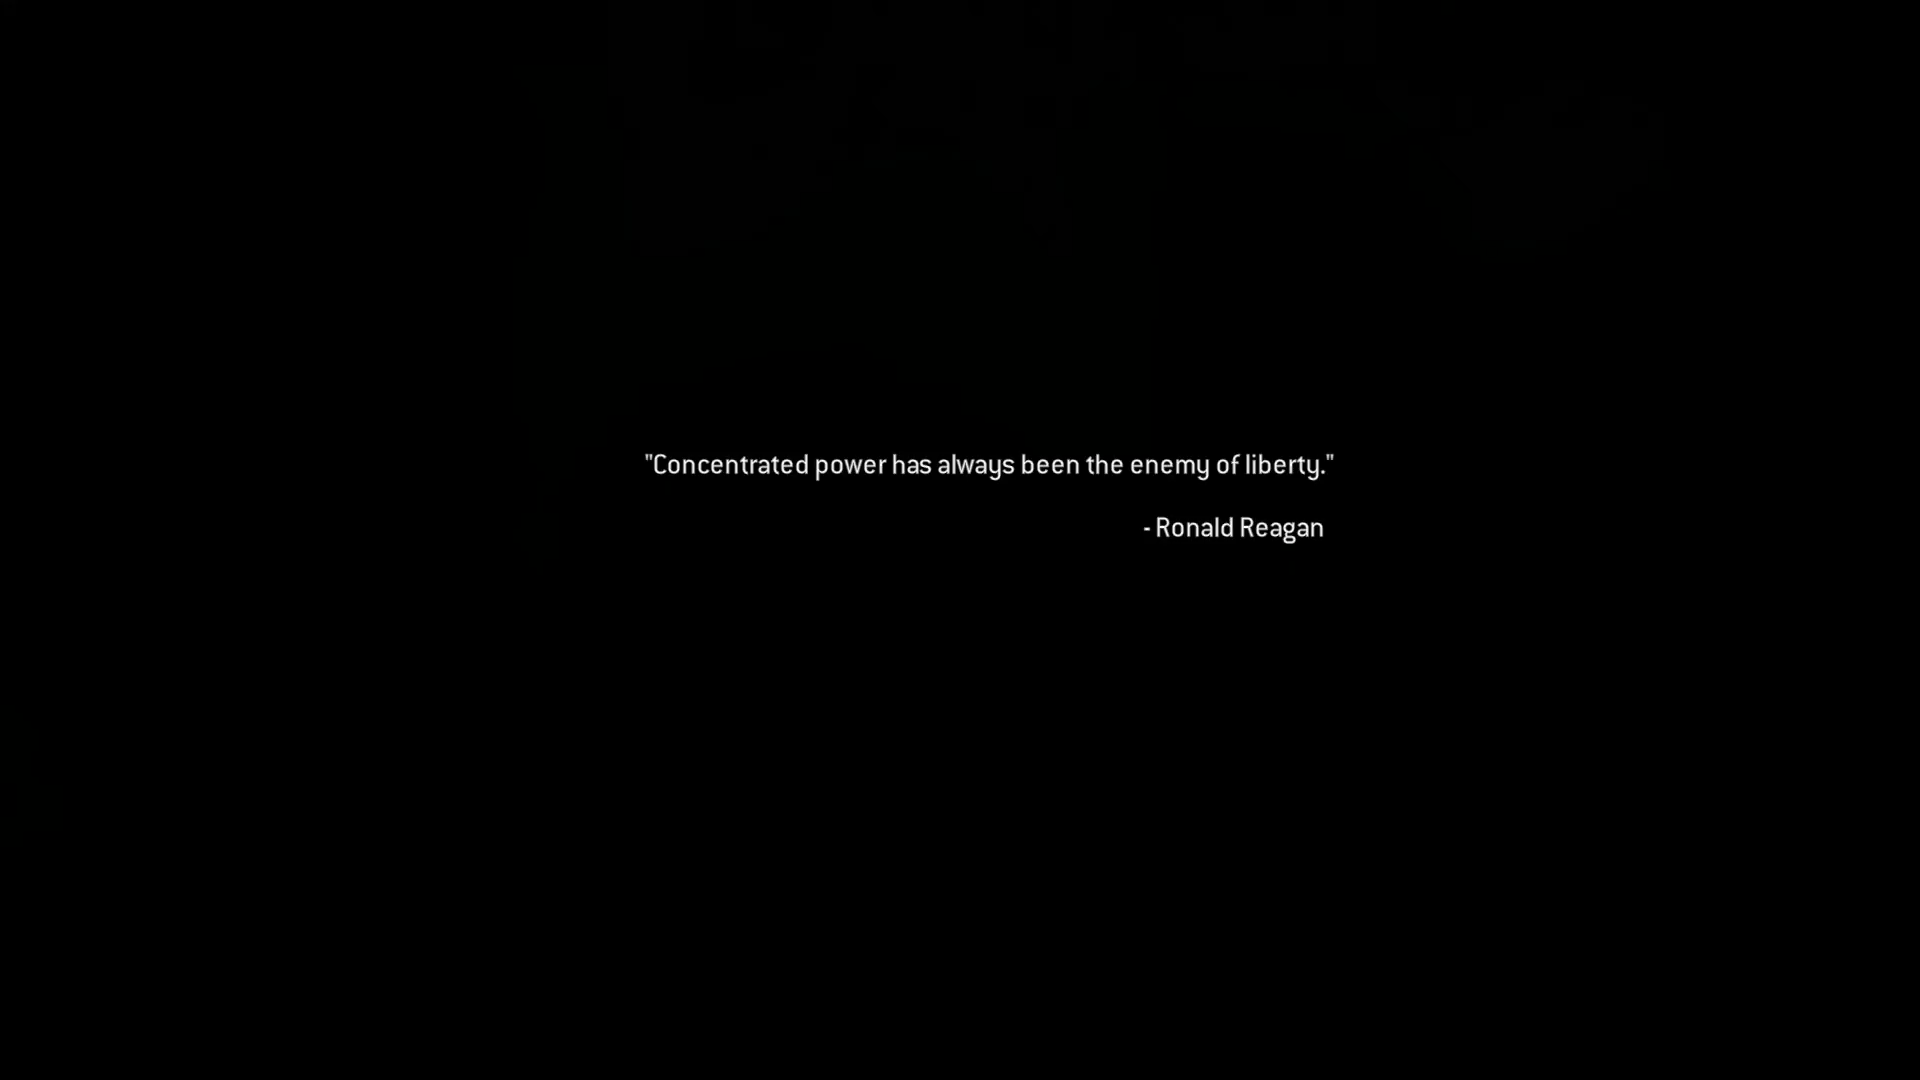 "Concentrated power has always been the enemy of liberty."
- Ronald Reagan